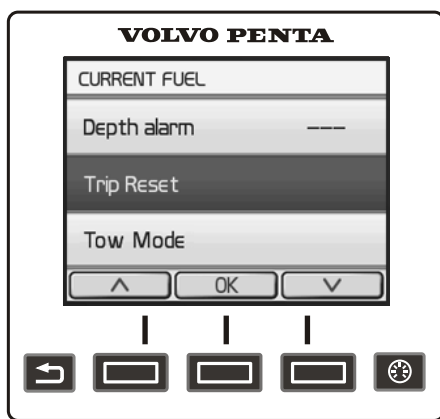 VOLVO PENTA
CURRENT FUEL
Depth alarm ---
Trip Reset
Tow Mode
OK